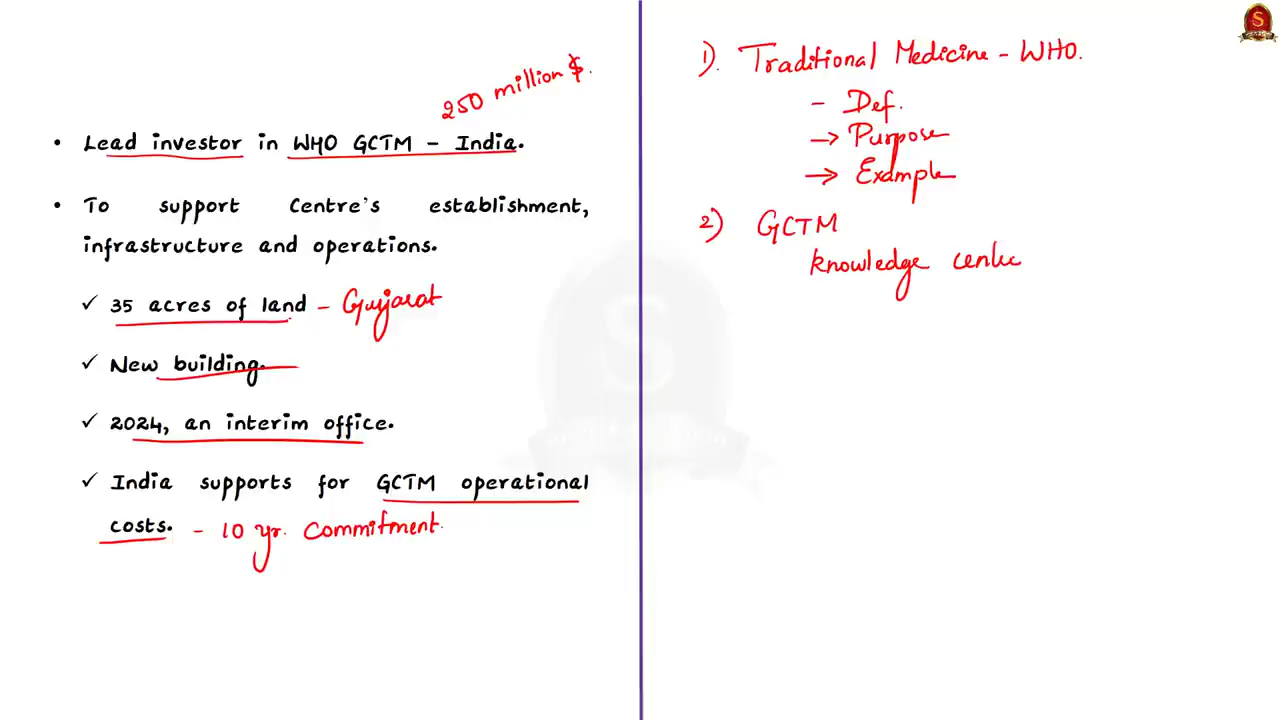 250 million $.
• Lead investor in WHO GCTM – India.
• To support Centre's establishment,
infrastructure and operations.
✓ 35 acres of land – Gujarat
✓ New building.
✓ 2024, an interim office.
✓ India supports for GCTM operational
costs. - 10 yr. Commitment
1). Traditional Medicine - WHO.
- Def.
→ Purpose
→ Example
2) GCTM
knowledge centre